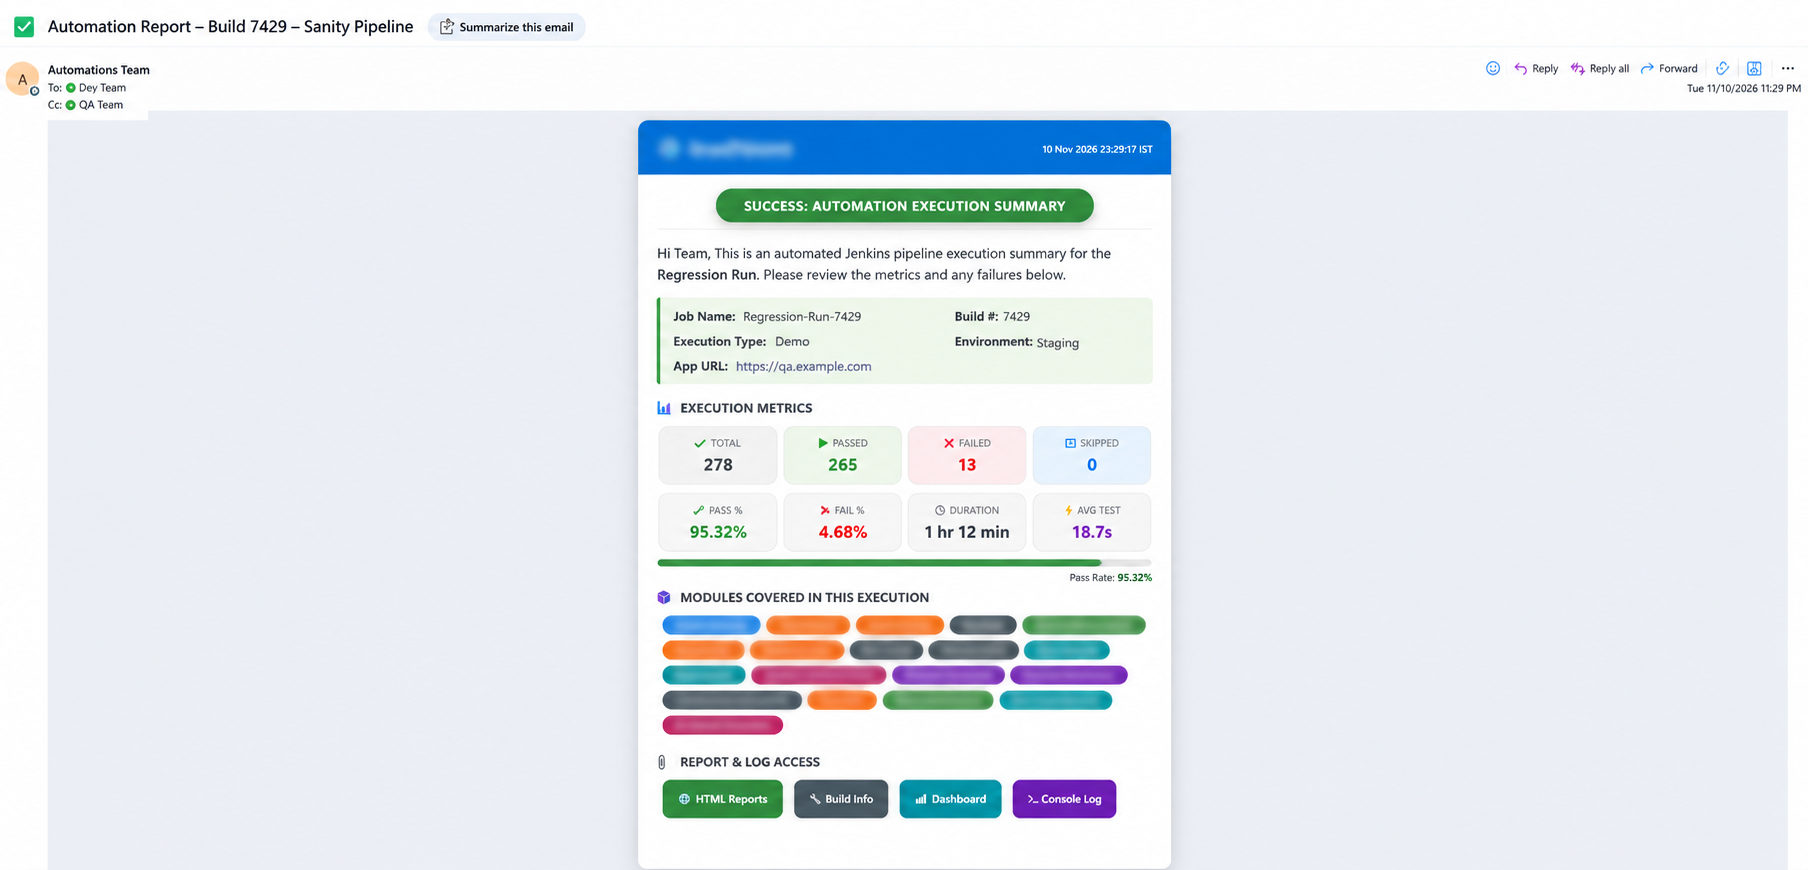 Automation Report – Build 7429 – Sanity Pipeline
Summarize this email
A
Automations Team
To: Dey Team
Cc: QA Team
Reply
Reply all
Forward
Tue 11/10/2026 11:29 PM
10 Nov 2026 23:29:17 IST
SUCCESS: AUTOMATION EXECUTION SUMMARY
Hi Team, This is an automated Jenkins pipeline execution summary for the
Regression Run. Please review the metrics and any failures below.
Job Name: Regression-Run-7429
Build #: 7429
Execution Type: Demo
Environment: Staging
App URL: https://qa.example.com
EXECUTION METRICS
TOTAL
278
PASSED
265
FAILED
13
SKIPPED
0
PASS %
95.32%
FAIL %
4.68%
DURATION
1 hr 12 min
AVG TEST
18.7s
Pass Rate: 95.32%
MODULES COVERED IN THIS EXECUTION
REPORT & LOG ACCESS
HTML Reports
Build Info
Dashboard
Console Log